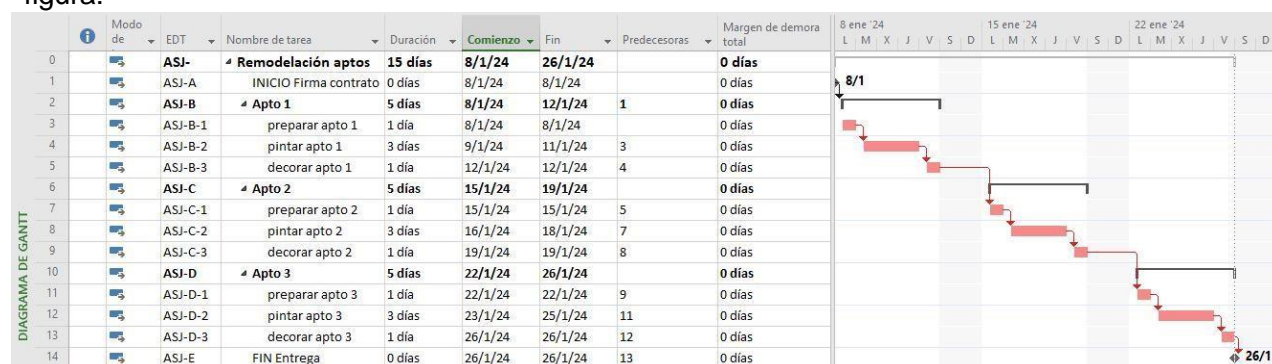 figura.
Modo de EDT Nombre de tarea Duración Comienzo Fin Predecesoras Margen de demora total 8 ene '24 15 ene '24 22 ene '24
L M X J V S D L M X J V S D L M X J V S D
0 ASJ- Remodelación aptos 15 días 8/1/24 26/1/24 0 días
1 ASJ-A INICIO Firma contrato 0 días 8/1/24 8/1/24 0 días 8/1
2 ASJ-B Apto 1 5 días 8/1/24 12/1/24 1 0 días
3 ASJ-B-1 preparar apto 1 1 día 8/1/24 8/1/24 0 días
4 ASJ-B-2 pintar apto 1 3 días 9/1/24 11/1/24 3 0 días
5 ASJ-B-3 decorar apto 1 1 día 12/1/24 12/1/24 4 0 días
6 ASJ-C Apto 2 5 días 15/1/24 19/1/24 0 días
7 ASJ-C-1 preparar apto 2 1 día 15/1/24 15/1/24 5 0 días
8 ASJ-C-2 pintar apto 2 3 días 16/1/24 18/1/24 7 0 días
9 ASJ-C-3 decorar apto 2 1 día 19/1/24 19/1/24 8 0 días
10 ASJ-D Apto 3 5 días 22/1/24 26/1/24 0 días
11 ASJ-D-1 preparar apto 3 1 día 22/1/24 22/1/24 9 0 días
12 ASJ-D-2 pintar apto 3 3 días 23/1/24 25/1/24 11 0 días
13 ASJ-D-3 decorar apto 3 1 día 26/1/24 26/1/24 12 0 días
14 ASJ-E FIN Entrega 0 días 26/1/24 26/1/24 13 0 días 26/1
DIAGRAMA DE GANTT